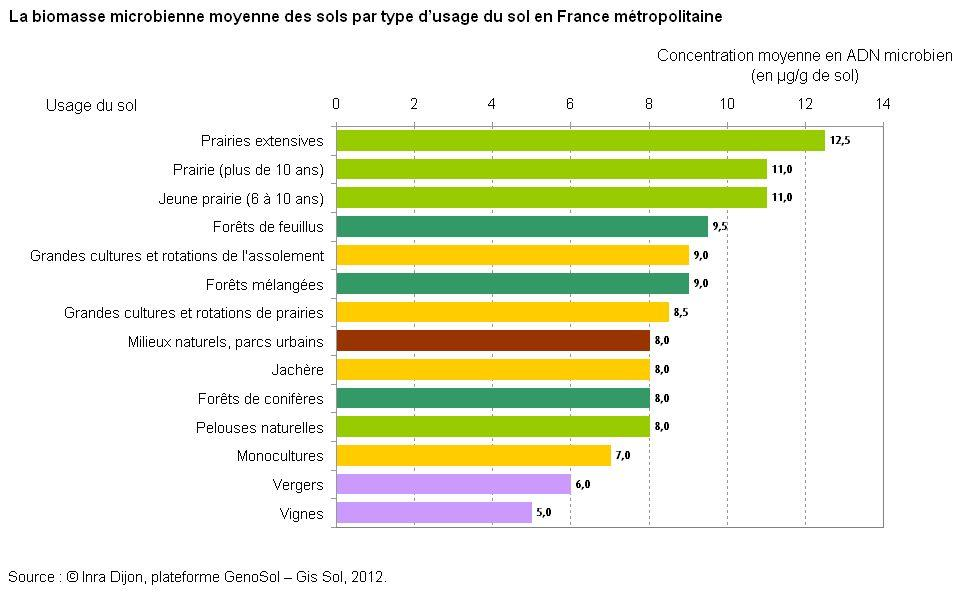 La biomasse microbienne moyenne des sols par type d’usage du sol en France métropolitaine
Concentration moyenne en ADN microbien
(en µg/g de sol)
Usage du sol
0 2 4 6 8 10 12 14
Prairies extensives 12,5
Prairie (plus de 10 ans) 11,0
Jeune prairie (6 à 10 ans) 11,0
Forêts de feuillus 9,5
Grandes cultures et rotations de l'assolement 9,0
Forêts mélangées 9,0
Grandes cultures et rotations de prairies 8,5
Milieux naturels, parcs urbains 8,0
Jachère 8,0
Forêts de conifères 8,0
Pelouses naturelles 8,0
Monocultures 7,0
Vergers 6,0
Vignes 5,0
Source : © Inra Dijon, plateforme GenoSol – Gis Sol, 2012.